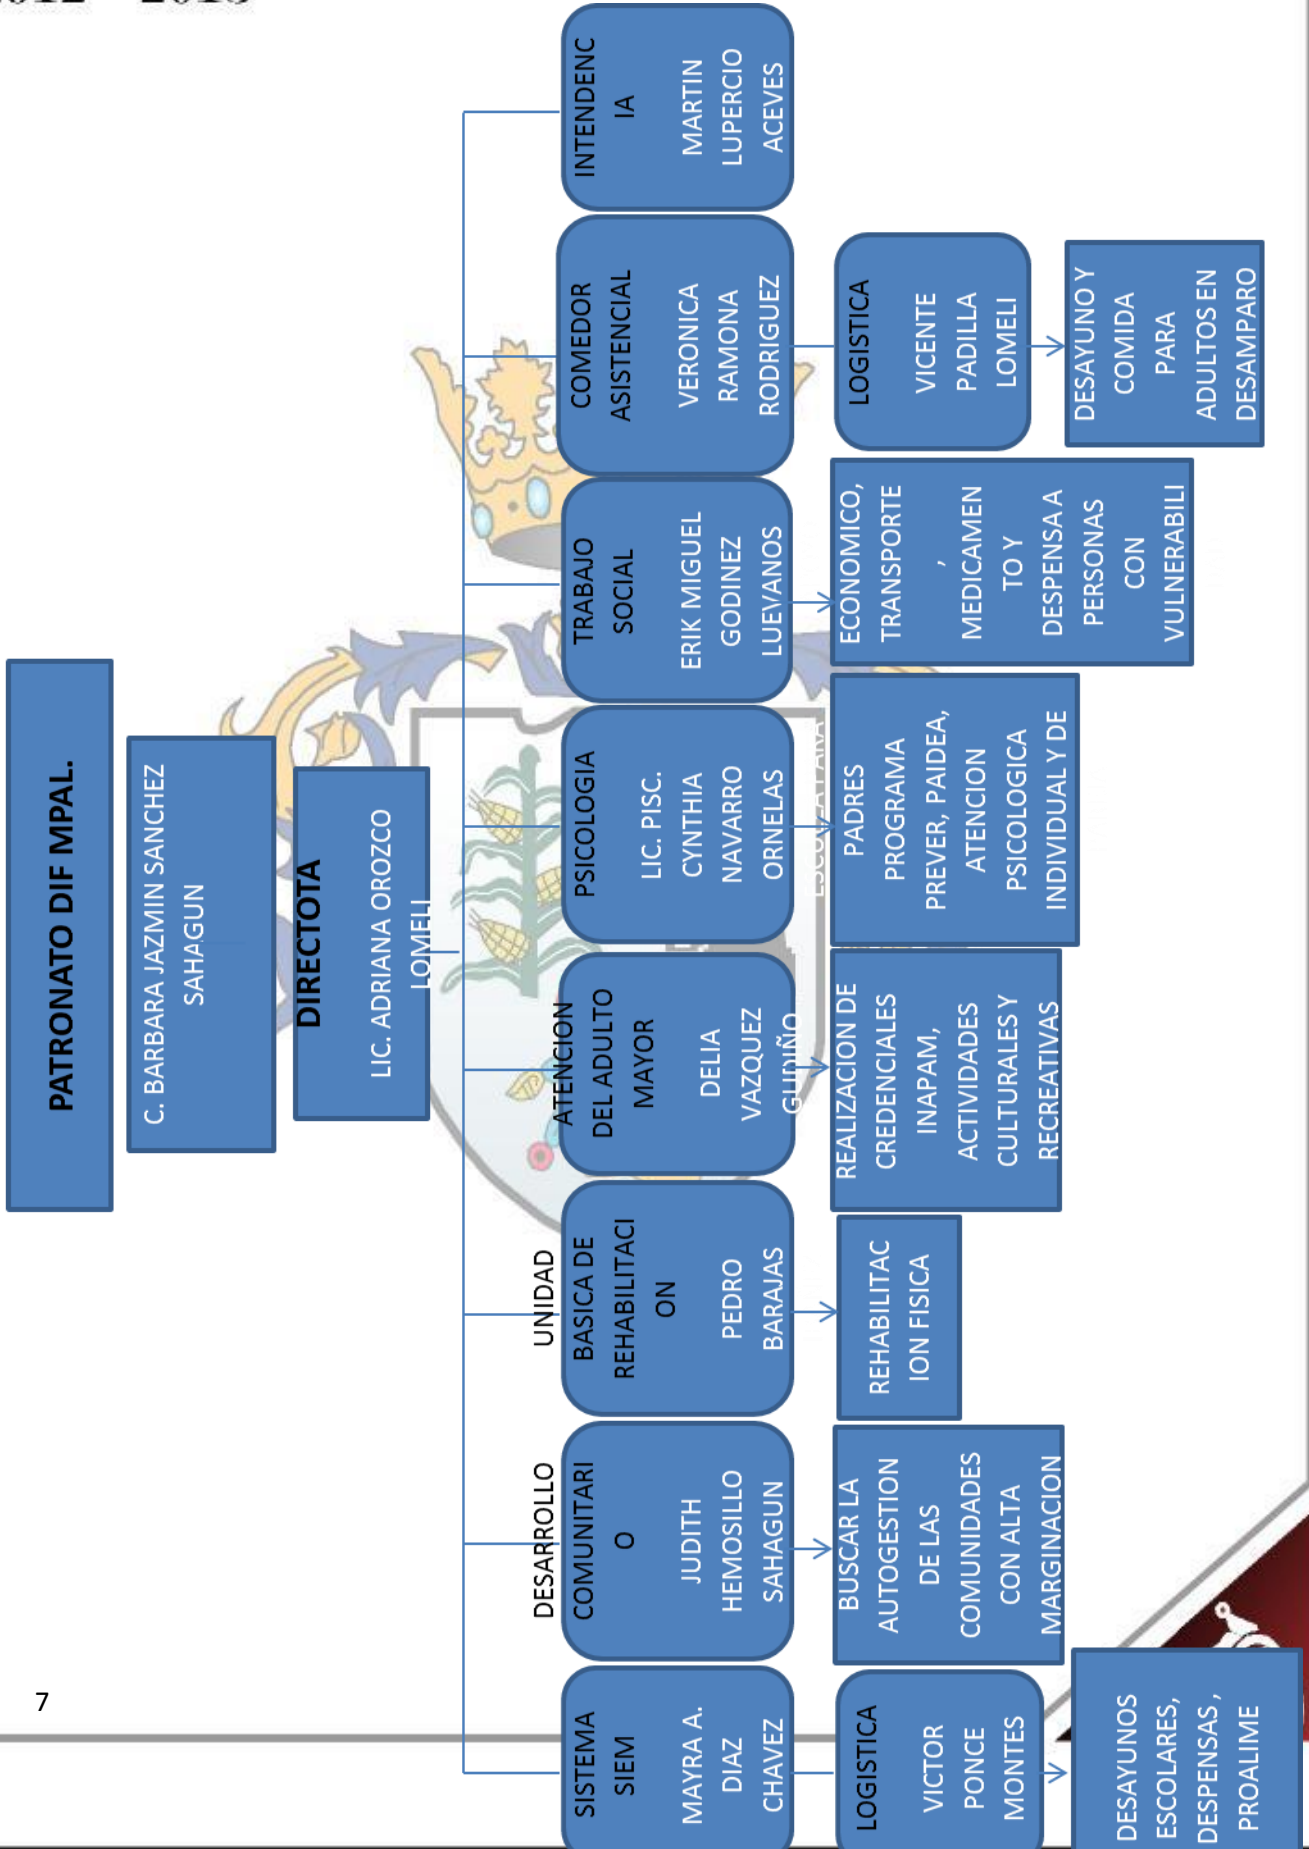 2012 - 2015
7
PATRONATO DIF MPAL.
C. BARBARA JAZMIN SANCHEZ
SAHAGUN
DIRECTOTA
LIC. ADRIANA OROZCO
LOMELI
SISTEMA
SIEM
MAYRA A.
DIAZ
CHAVEZ
LOGISTICA
VICTOR
PONCE
MONTES
DESAYUNOS
ESCOLARES,
DESPENSAS ,
PROALIME
DESARROLLO
COMUNITARI
O
JUDITH
HEMOSILLO
SAHAGUN
BUSCAR LA
AUTOGESTION
DE LAS
COMUNIDADES
CON ALTA
MARGINACION
UNIDAD
BASICA DE
REHABILITACI
ON
PEDRO
BARAJAS
REHABILITAC
ION FISICA
ATENCION
DEL ADULTO
MAYOR
DELIA
VAZQUEZ
GUDIÑO
REALIZACION DE
CREDENCIALES
INAPAM,
ACTIVIDADES
CULTURALES Y
RECREATIVAS
PSICOLOGIA
LIC. PISC.
CYNTHIA
NAVARRO
ORNELAS
ESCUELA PARA
PADRES
PROGRAMA
PREVER, PAIDEA,
ATENCION
PSICOLOGICA
INDIVIDUAL Y DE
TRABAJO
SOCIAL
ERIK MIGUEL
GODINEZ
LUEVANOS
ECONOMICO,
TRANSPORTE
,
MEDICAMEN
TO Y
DESPENSA A
PERSONAS
CON
VULNERABILI
COMEDOR
ASISTENCIAL
VERONICA
RAMONA
RODRIGUEZ
LOGISTICA
VICENTE
PADILLA
LOMELI
DESAYUNO Y
COMIDA
PARA
ADULTOS EN
DESAMPARO
INTENDENC
IA
MARTIN
LUPERCIO
ACEVES